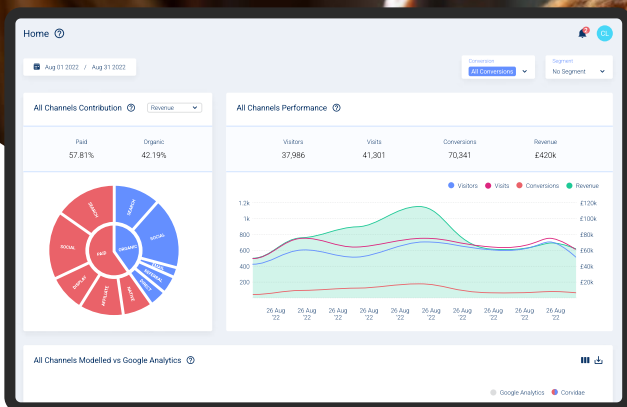 Home
2
CL
Aug 01 2022 / Aug 31 2022
Conversion
All Conversions
Segment
No Segment
All Channels Contribution
Revenue
Paid
57.81%
Organic
42.19%
SEARCH
SOCIAL
EMAIL
REFERRAL
DIRECT
NATIVE
AFFILIATE
DISPLAY
SOCIAL
SEARCH
PAID
ORGANIC
All Channels Performance
Visitors
37,986
Visits
41,301
Conversions
70,341
Revenue
£420k
Visitors Visits Conversions Revenue
1.2k £120k
1k £100k
800 £80k
600 £60k
400 £40k
200 £20k
26 Aug 26 Aug 26 Aug 26 Aug 26 Aug 26 Aug 26 Aug 26 Aug 26 Aug
'22 '22 '22 '22 '22 '22 '22 '22 '22
All Channels Modelled vs Google Analytics
Google Analytics Corvidae